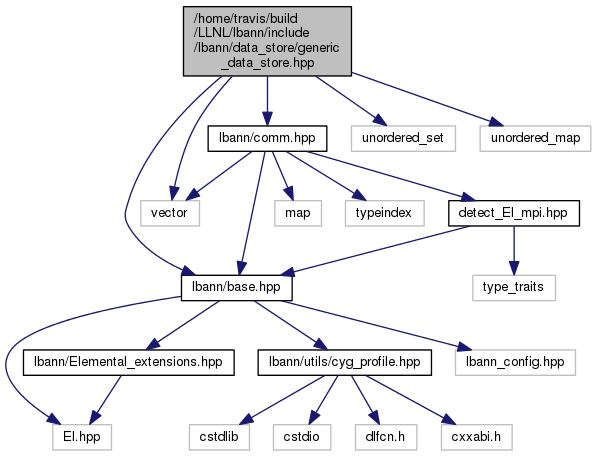 /home/travis/build
/LLNL/lbann/include
/lbann/data_store/generic
_data_store.hpp
lbann/comm.hpp
unordered_set
unordered_map
vector
map
typeindex
detect_El_mpi.hpp
lbann/base.hpp
type_traits
lbann/Elemental_extensions.hpp
lbann/utils/cyg_profile.hpp
lbann_config.hpp
El.hpp
cstdlib
cstdio
dlfcn.h
cxxabi.h